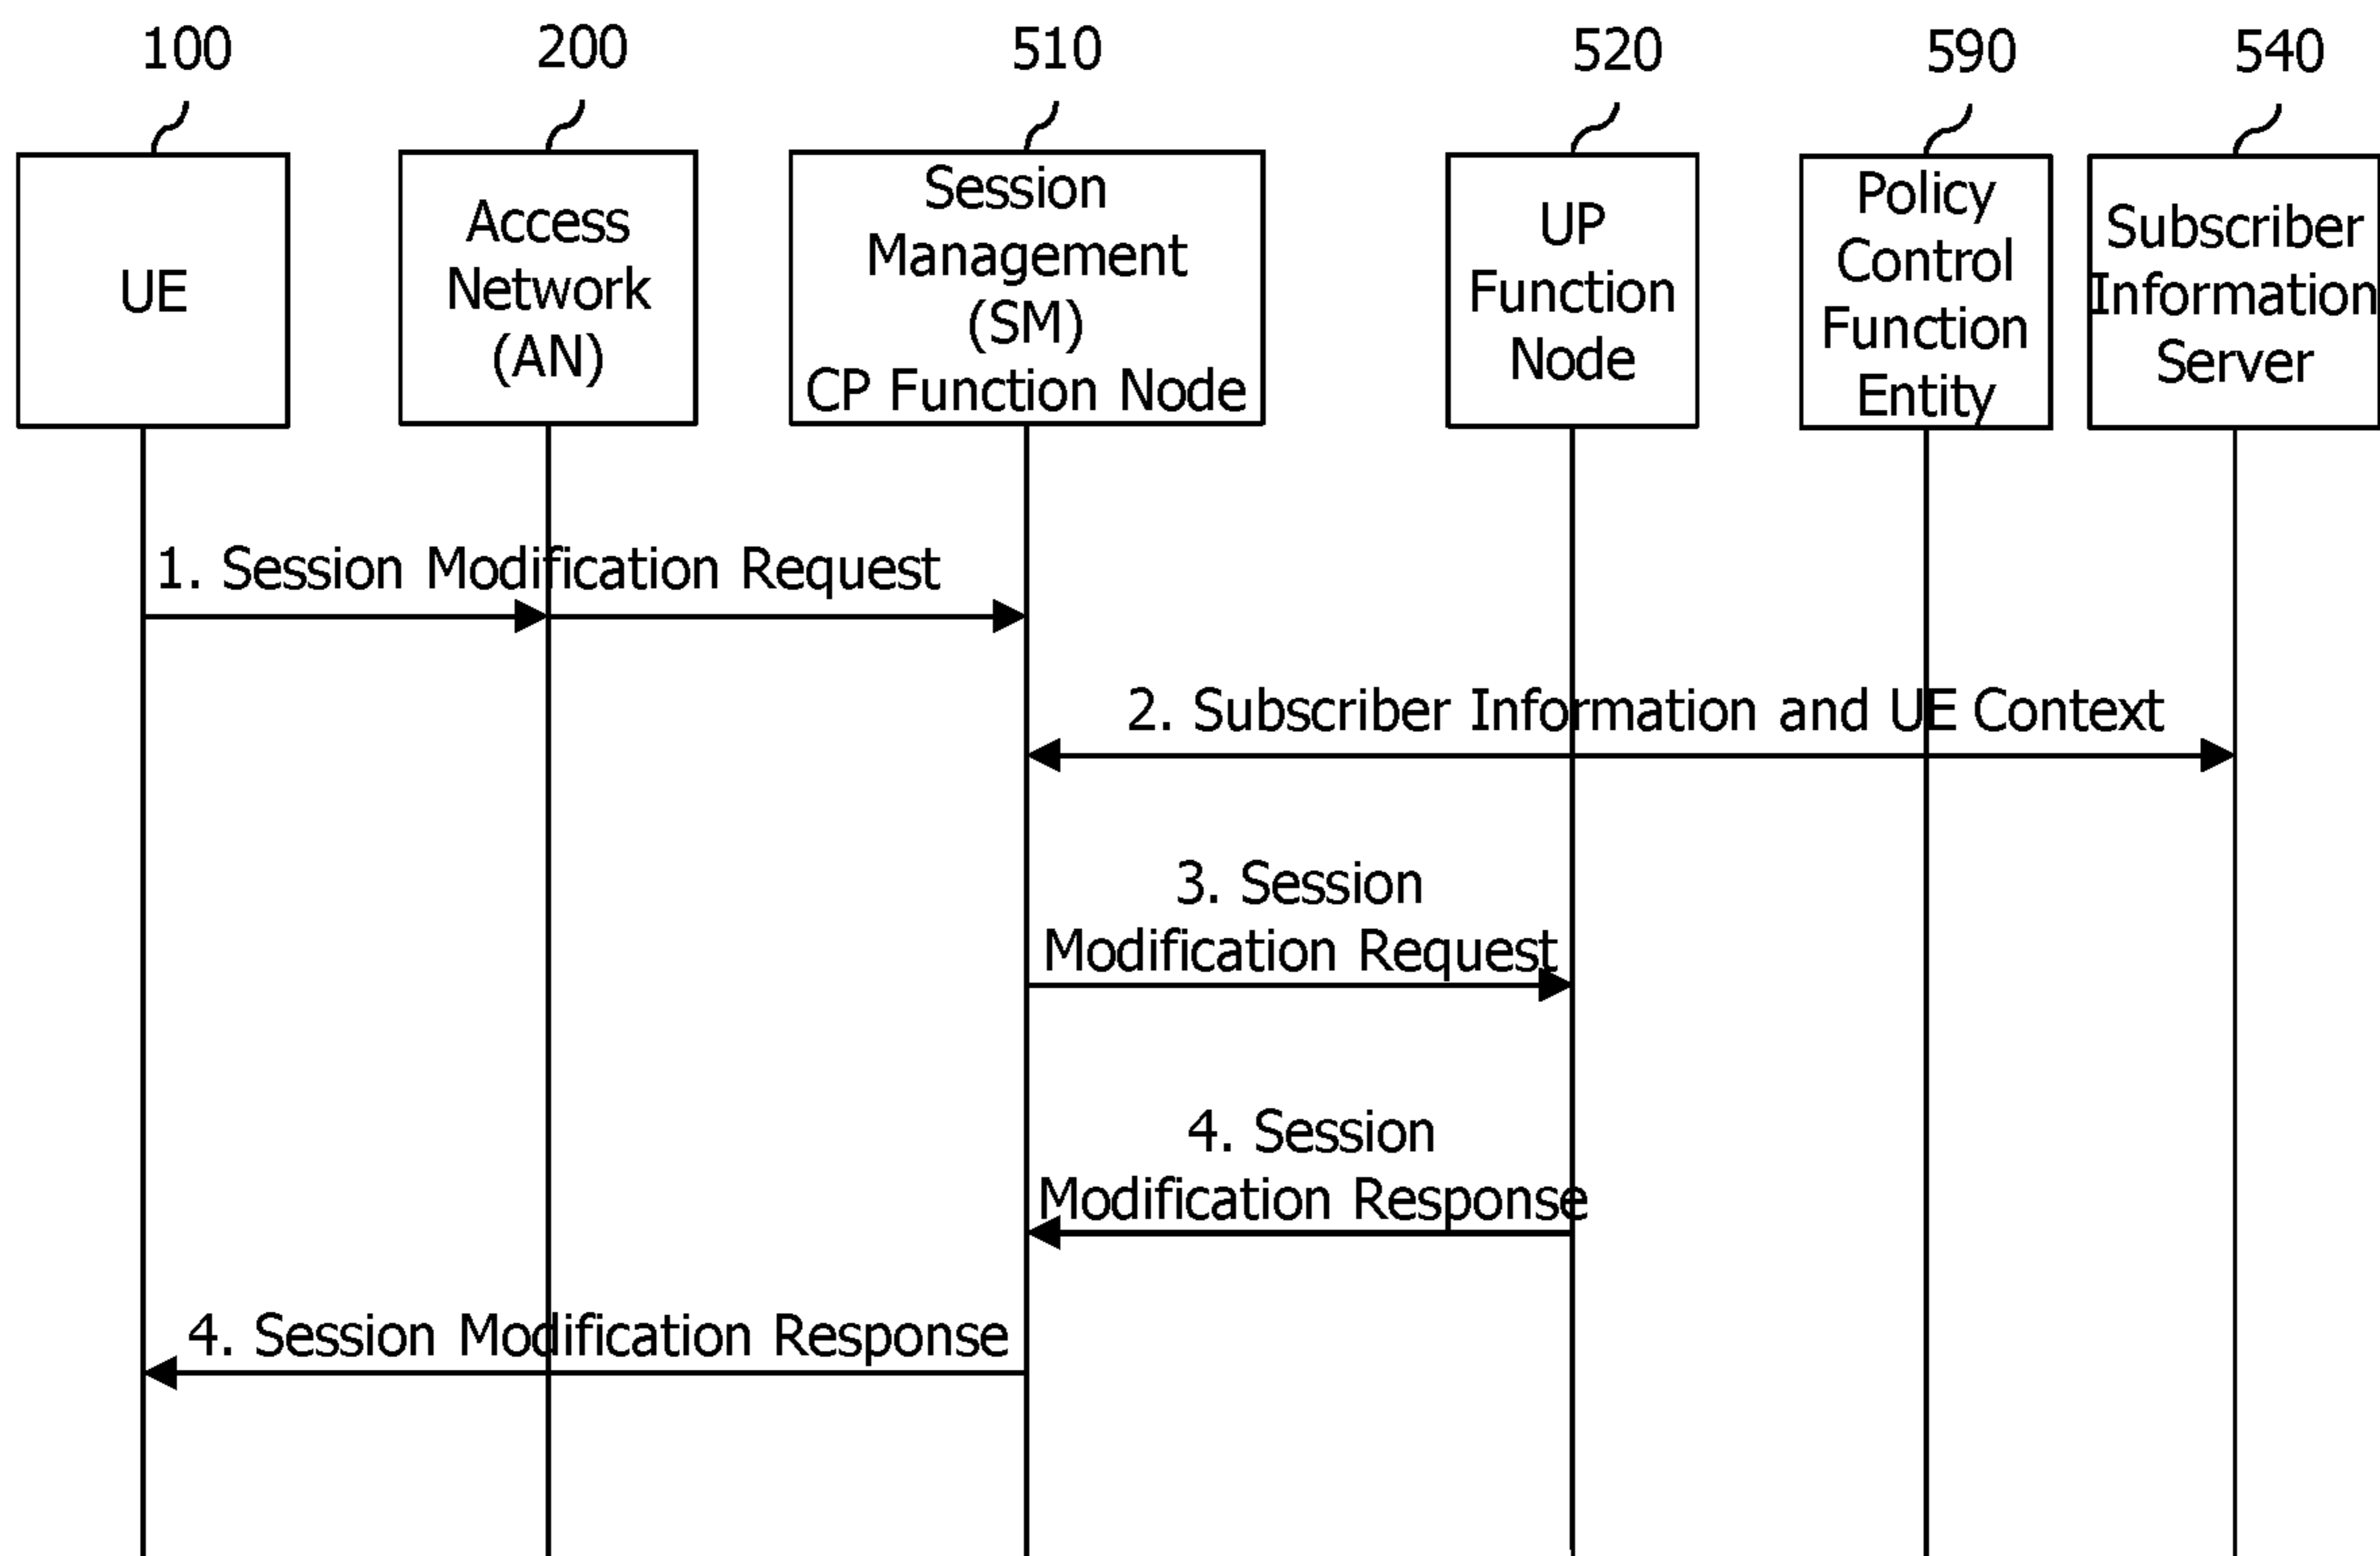 100
200
510
520
590
540
UE
Access
Network
(AN)
Session
Management
(SM)
CP Function Node
UP
Function
Node
Policy
Control
Function
Entity
Subscriber
Information
Server
1. Session Modification Request
2. Subscriber Information and UE Context
3. Session
Modification Request
4. Session
Modification Response
4. Session Modification Response